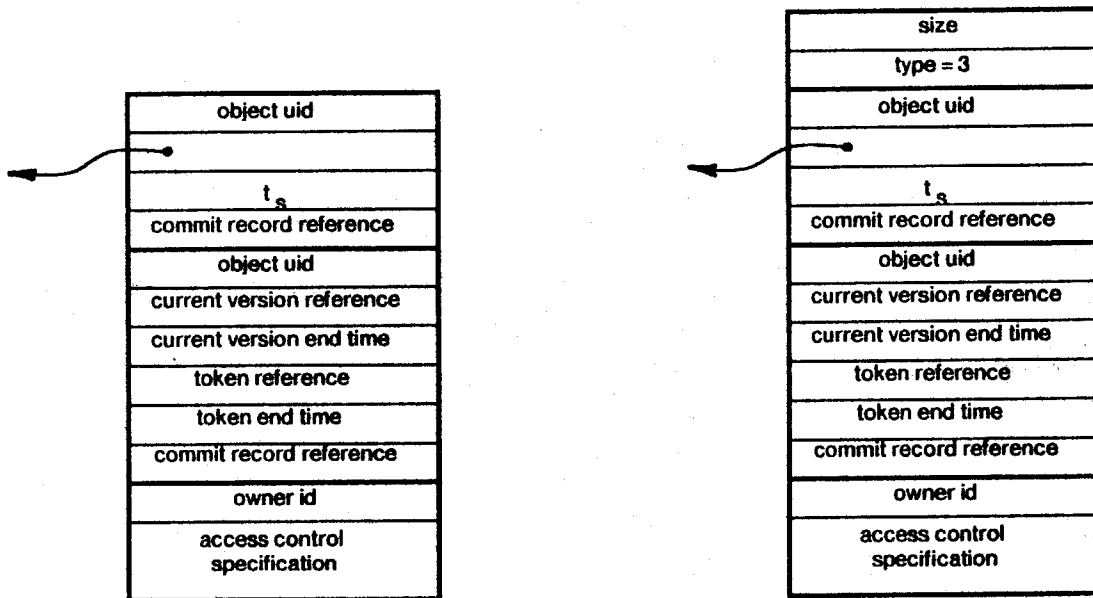 object uid
t s
commit record reference
object uid
current version reference
current version end time
token reference
token end time
commit record reference
owner id
access control
specification
size
type = 3
object uid
t s
commit record reference
object uid
current version reference
current version end time
token reference
token end time
commit record reference
owner id
access control
specification